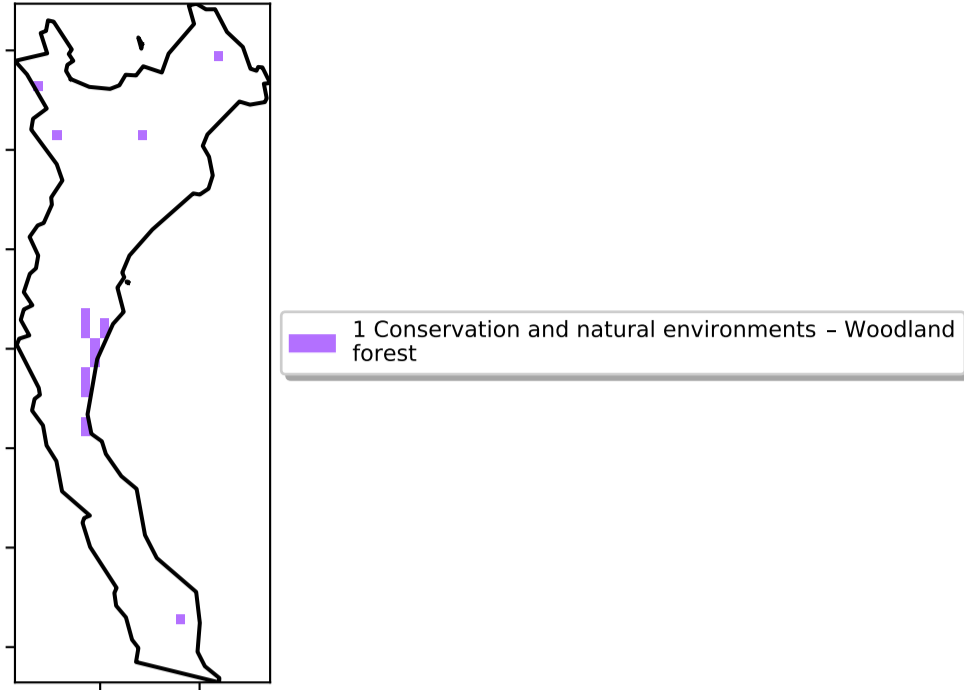 1 Conservation and natural environments – Woodland
forest